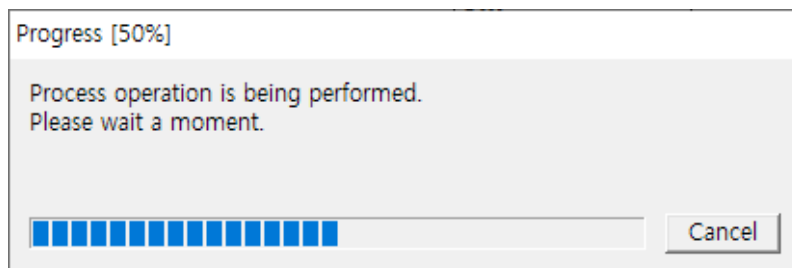 Progress [50%]
Process operation is being performed.
Please wait a moment.
Cancel